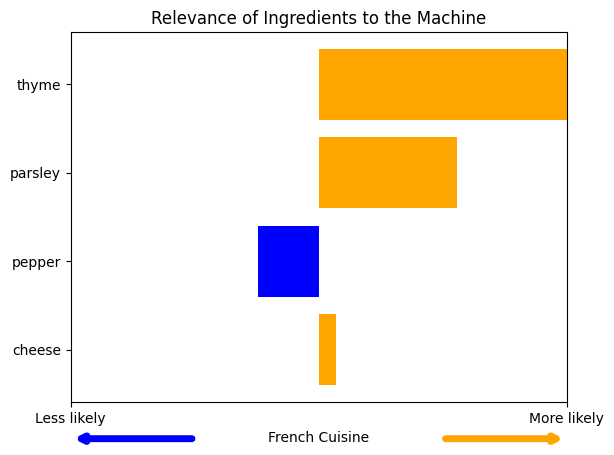 Relevance of Ingredients to the Machine
thyme
parsley
pepper
cheese
Less likely
More likely
French Cuisine